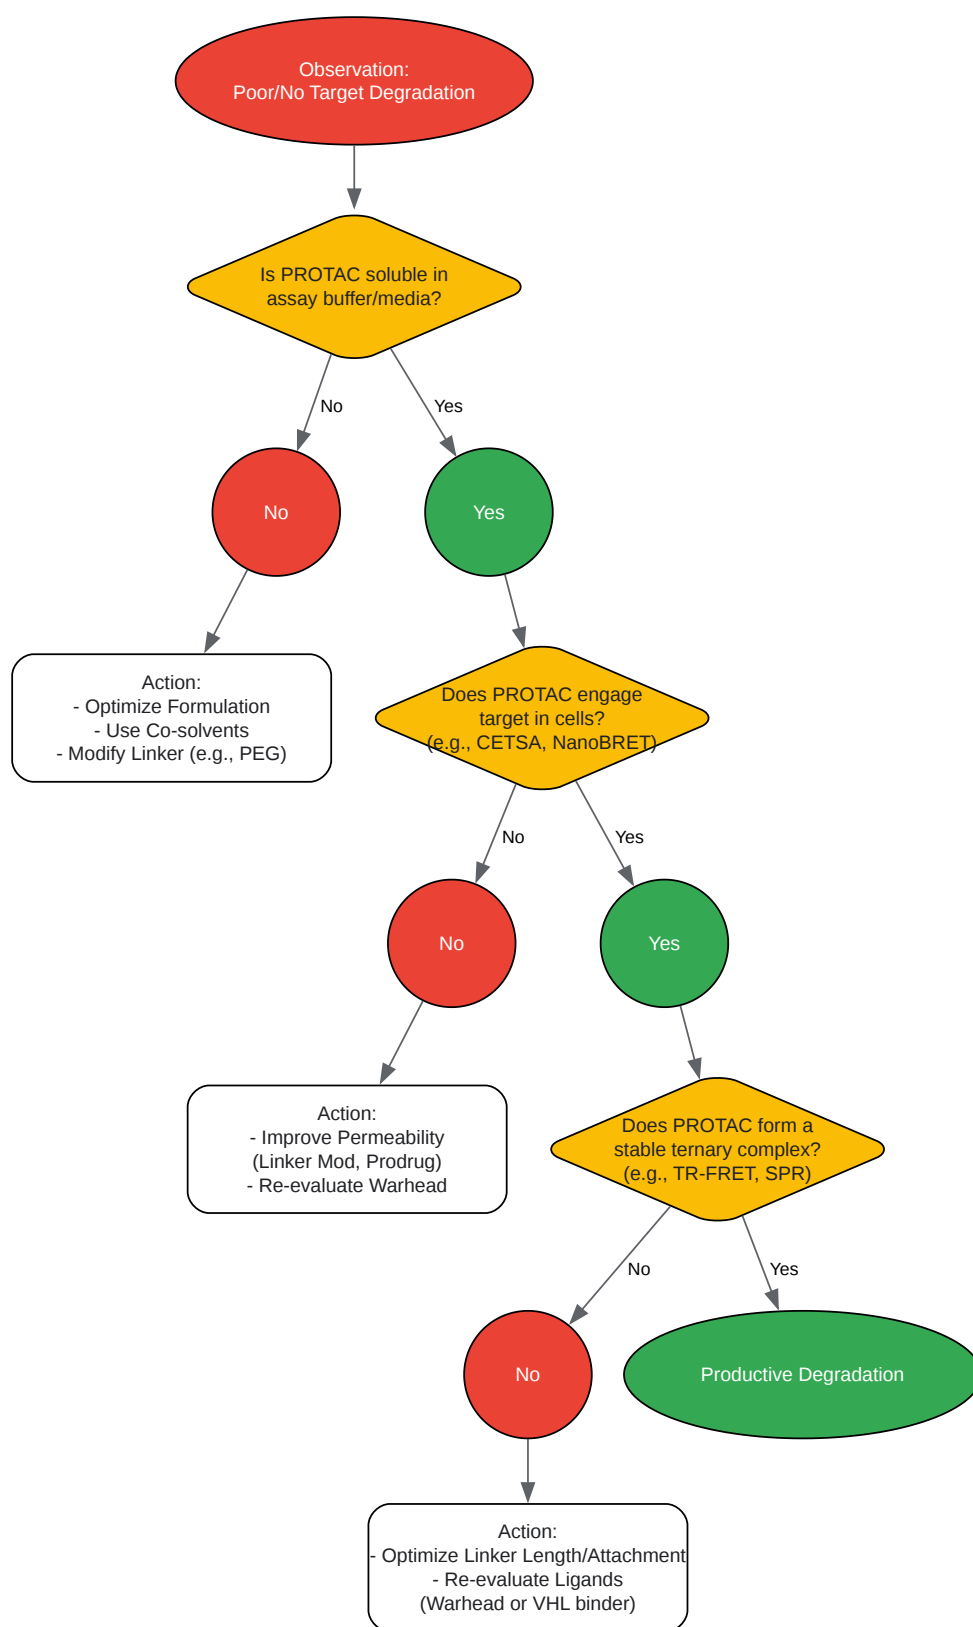 Observation:
Poor/No Target Degradation
Is PROTAC soluble in
assay buffer/media?
No
Yes
No
Yes
Action:
- Optimize Formulation
- Use Co-solvents
- Modify Linker (e.g., PEG)
Does PROTAC engage
target in cells?
(e.g., CETSA, NanoBRET)
No
Yes
No
Yes
Action:
- Improve Permeability
(Linker Mod, Prodrug)
- Re-evaluate Warhead
Does PROTAC form a
stable ternary complex?
(e.g., TR-FRET, SPR)
No
Yes
No
Productive Degradation
Action:
- Optimize Linker Length/Attachment
- Re-evaluate Ligands
(Warhead or VHL binder)